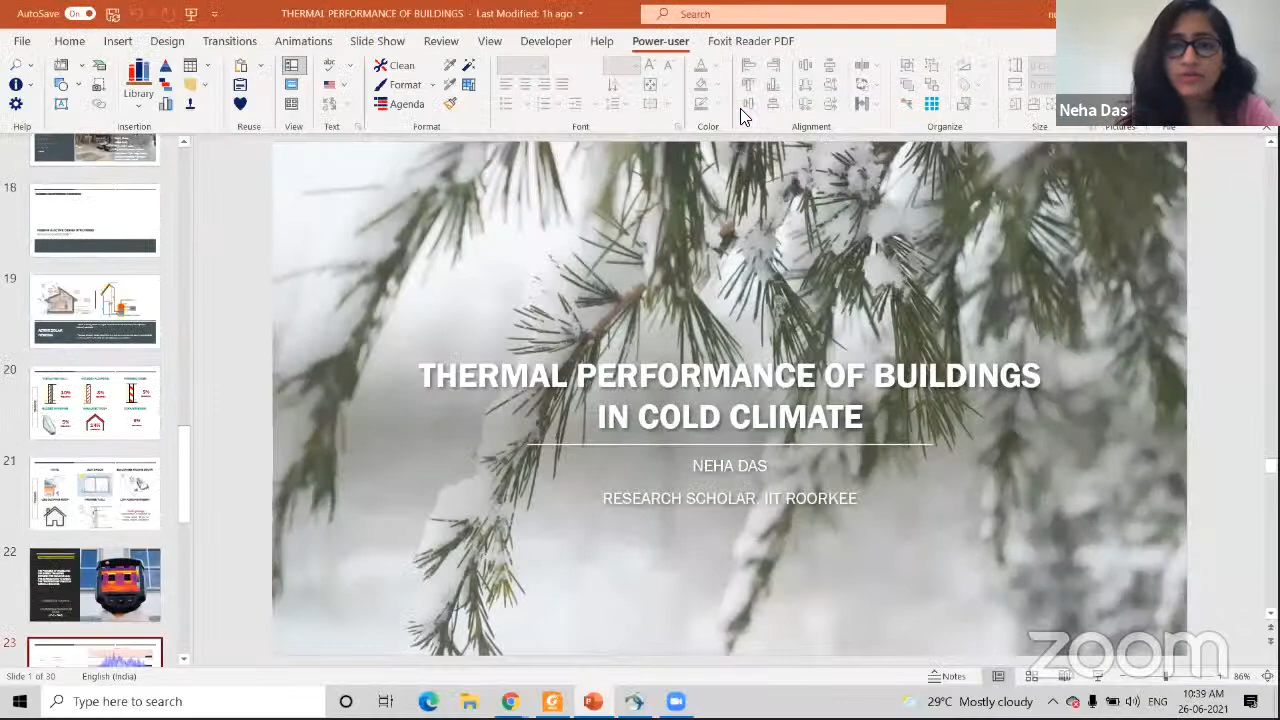 AutoSave On
THERMAL PERFORMANCE OF BUILDINGS - Last Modified: 1h ago
Search
File Home Insert Design Transitions Animations Slide Show Review View Developer Help Power-user Foxit Reader PDF
Library
abc
Clean
Format
Agenda
Help Insertion Reuse View Text Format Font Color Alignment Organize
Neha Das
18
19
20
22
23
THERMAL PERFORMANCE OF BUILDINGS
IN COLD CLIMATE
NEHA DAS
RESEARCH SCHOLAR, IIT ROORKEE
zoom
Slide 1 of 30 English (India) Notes 86%
Type here to search
29°C Mostly cloudy ENG
10:39 AM
26-06-2021